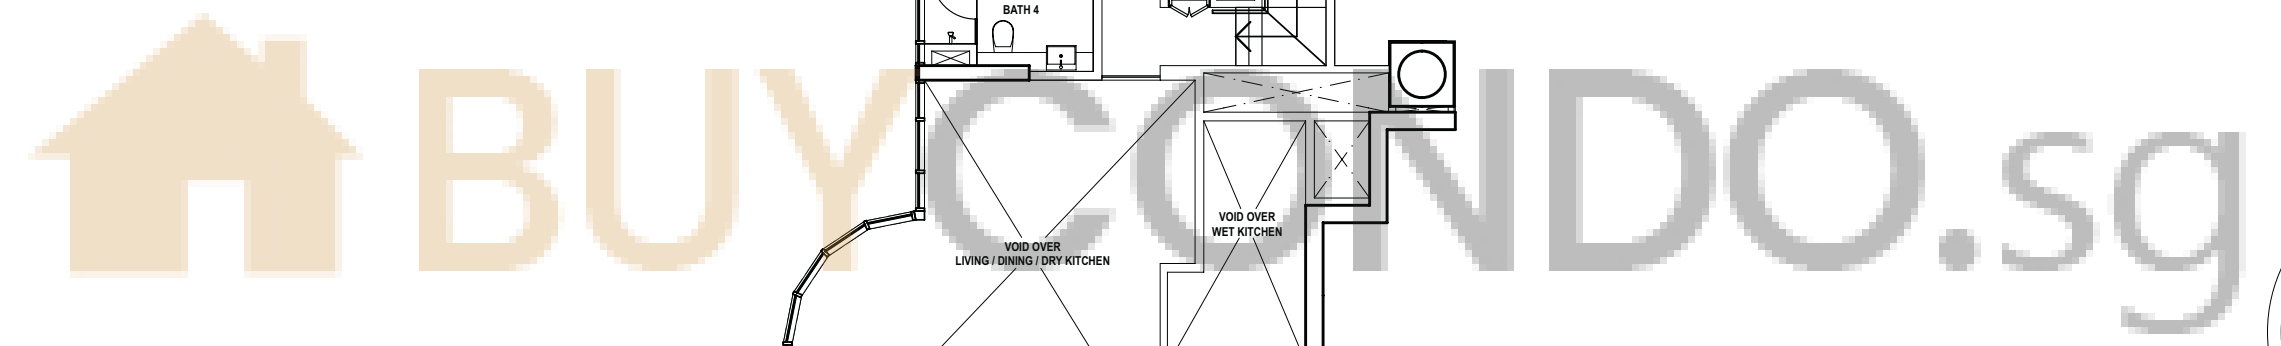 BATH 4
BUYCONDO.sg
VOID OVER
WET KITCHEN
VOID OVER
LIVING / DINING / DRY KITCHEN